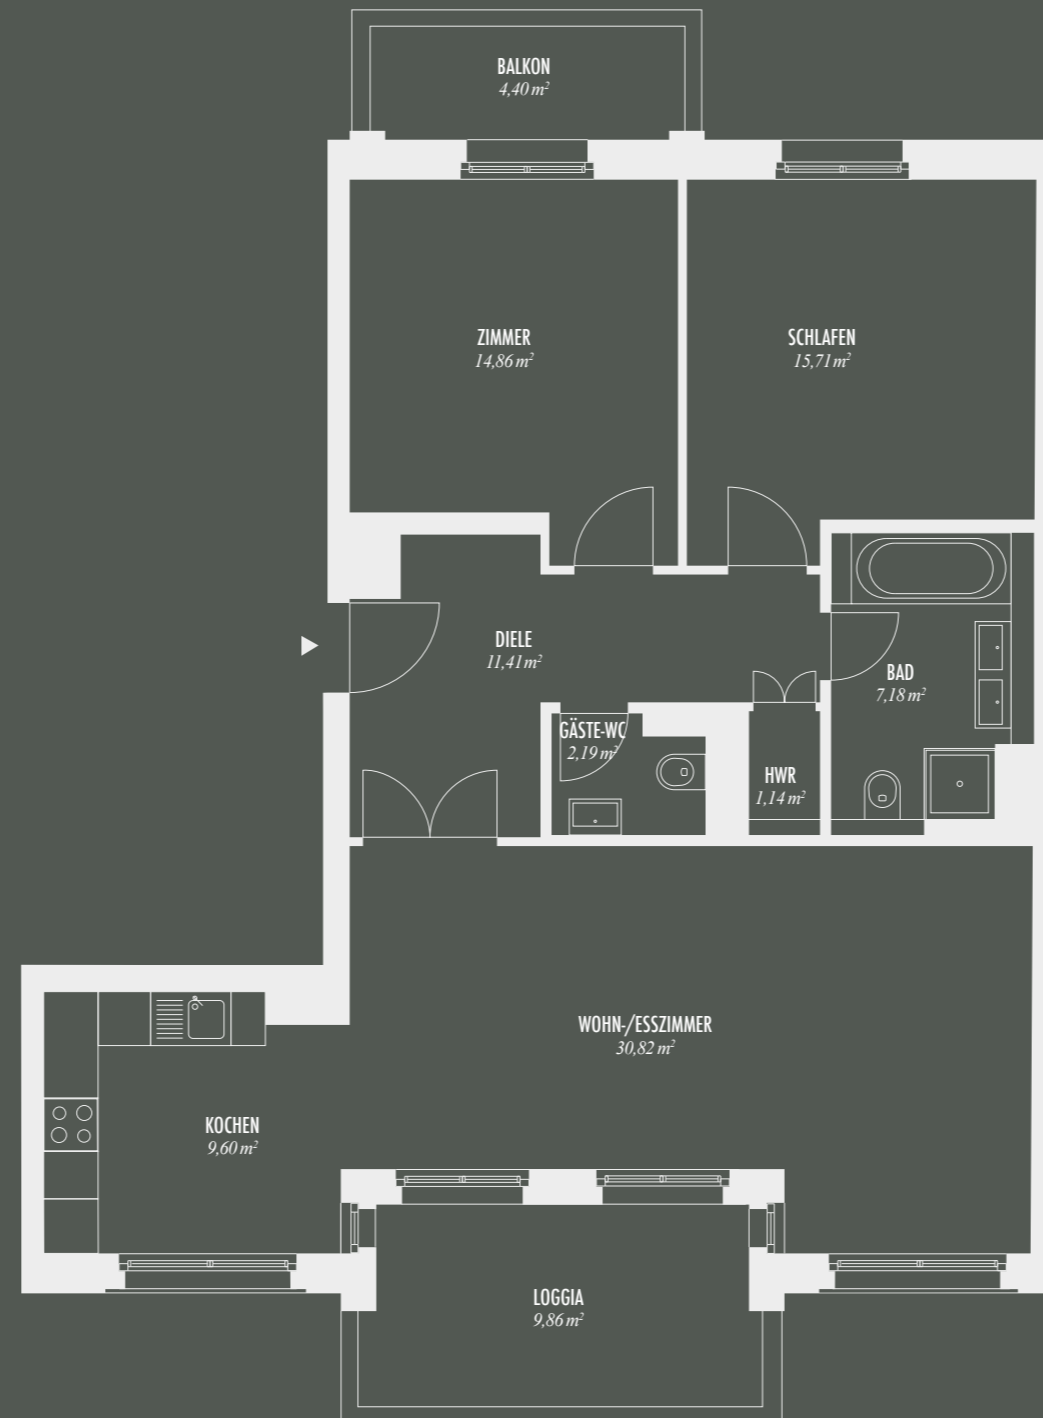 BALKON
4,40 m²
ZIMMER
14,86 m²
SCHLAFEN
15,71 m²
DIELE
11,41 m²
BAD
7,18 m²
GÄSTE-WC
2,19 m²
HWR
1,14 m²
WOHN-/ESSZIMMER
30,82 m²
KOCHEN
9,60 m²
LOGGIA
9,86 m²